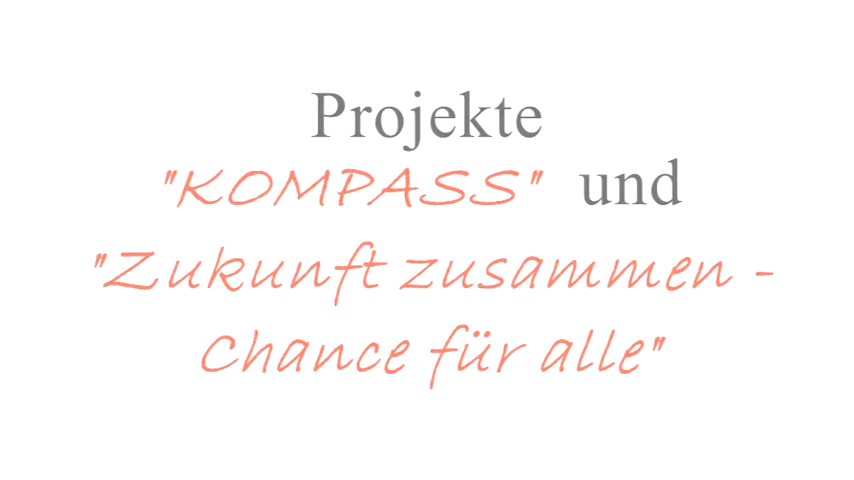 Projekte
"KOMPASS" und
"Zukunft zusammen -
Chance für alle"